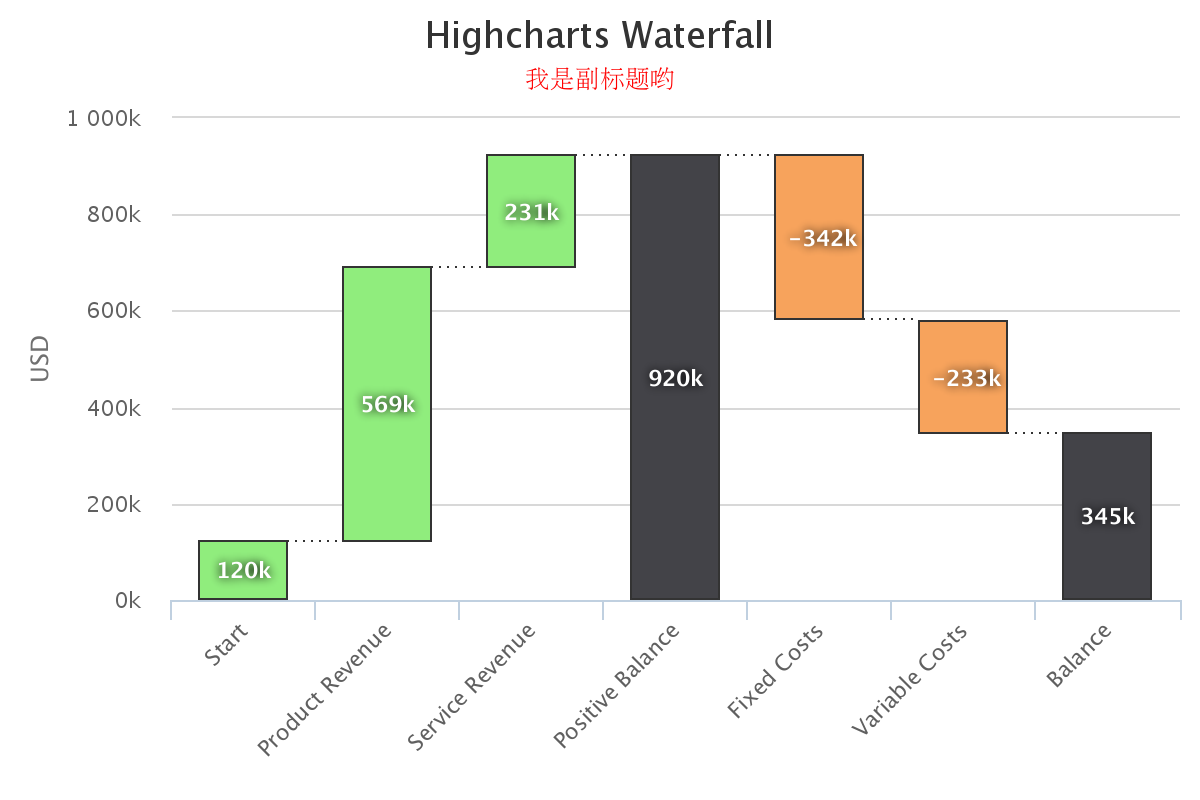 Highcharts Waterfall
我是副标题哟
1 000k
800k
600k
400k
200k
0k
USD
120k
569k
231k
920k
-342k
-233k
345k
Start
Product Revenue
Service Revenue
Positive Balance
Fixed Costs
Variable Costs
Balance